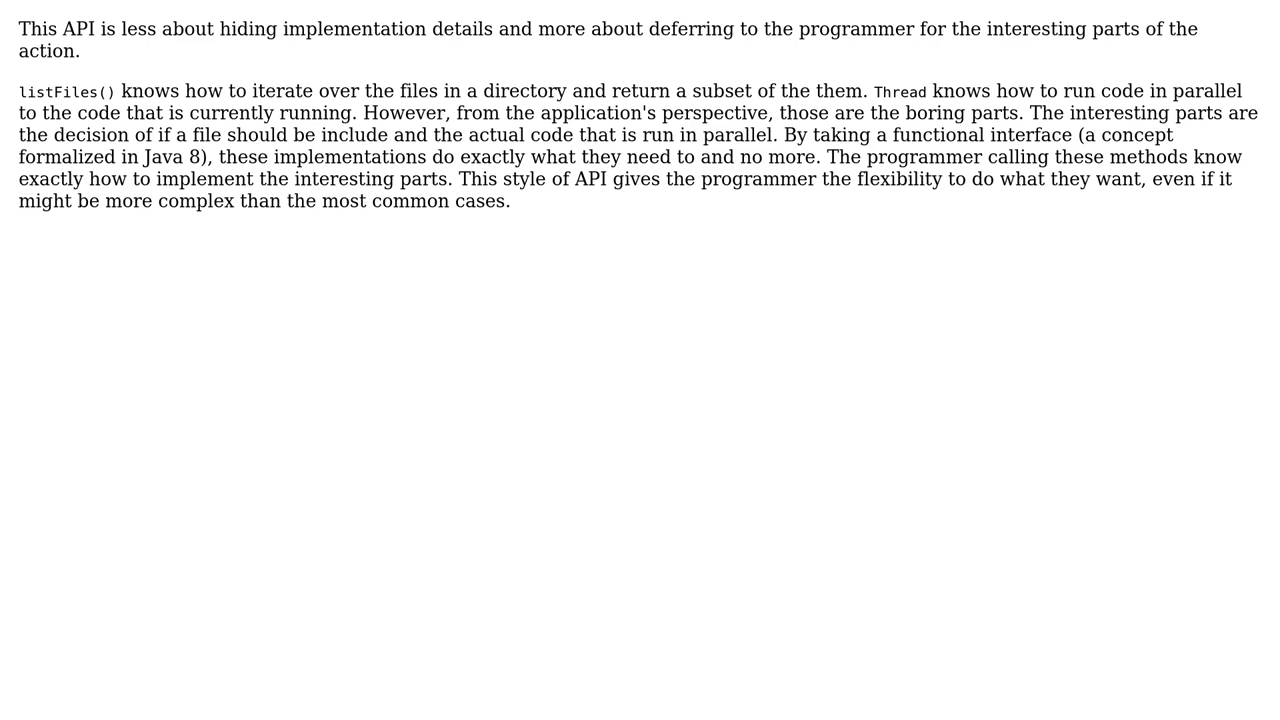 This API is less about hiding implementation details and more about deferring to the programmer for the interesting parts of the
action.
listFiles() knows how to iterate over the files in a directory and return a subset of the them. Thread knows how to run code in parallel
to the code that is currently running. However, from the application's perspective, those are the boring parts. The interesting parts are
the decision of if a file should be include and the actual code that is run in parallel. By taking a functional interface (a concept
formalized in Java 8), these implementations do exactly what they need to and no more. The programmer calling these methods know
exactly how to implement the interesting parts. This style of API gives the programmer the flexibility to do what they want, even if it
might be more complex than the most common cases.